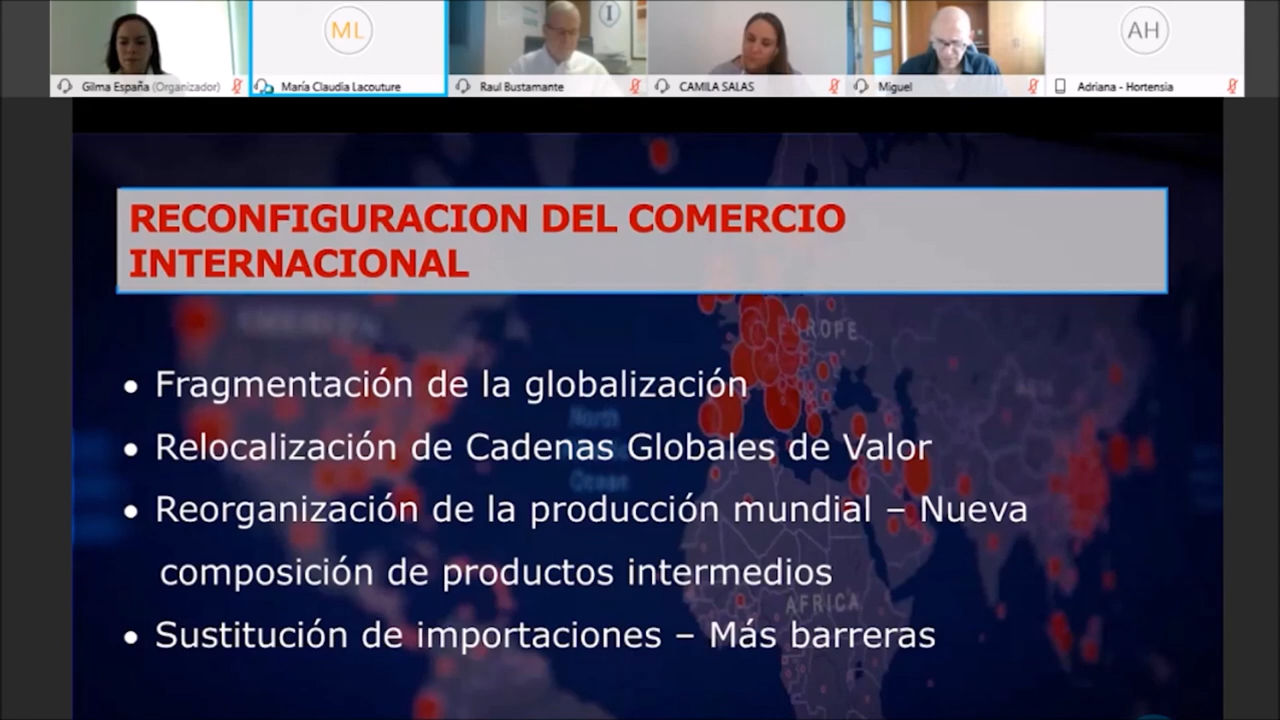 ML
I
AH
Gilma España (Organizador)
María Claudia Lacouture
Raul Bustamante
CAMILA SALAS
Miguel
Adriana - Hortensia
RECONFIGURACION DEL COMERCIO
INTERNACIONAL
EUROPE
• Fragmentación de la globalización
North
• Relocalización de Cadenas Globales de Valor
Ocean
• Reorganización de la producción mundial – Nueva
composición de productos intermedios
AFRICA
• Sustitución de importaciones – Más barreras